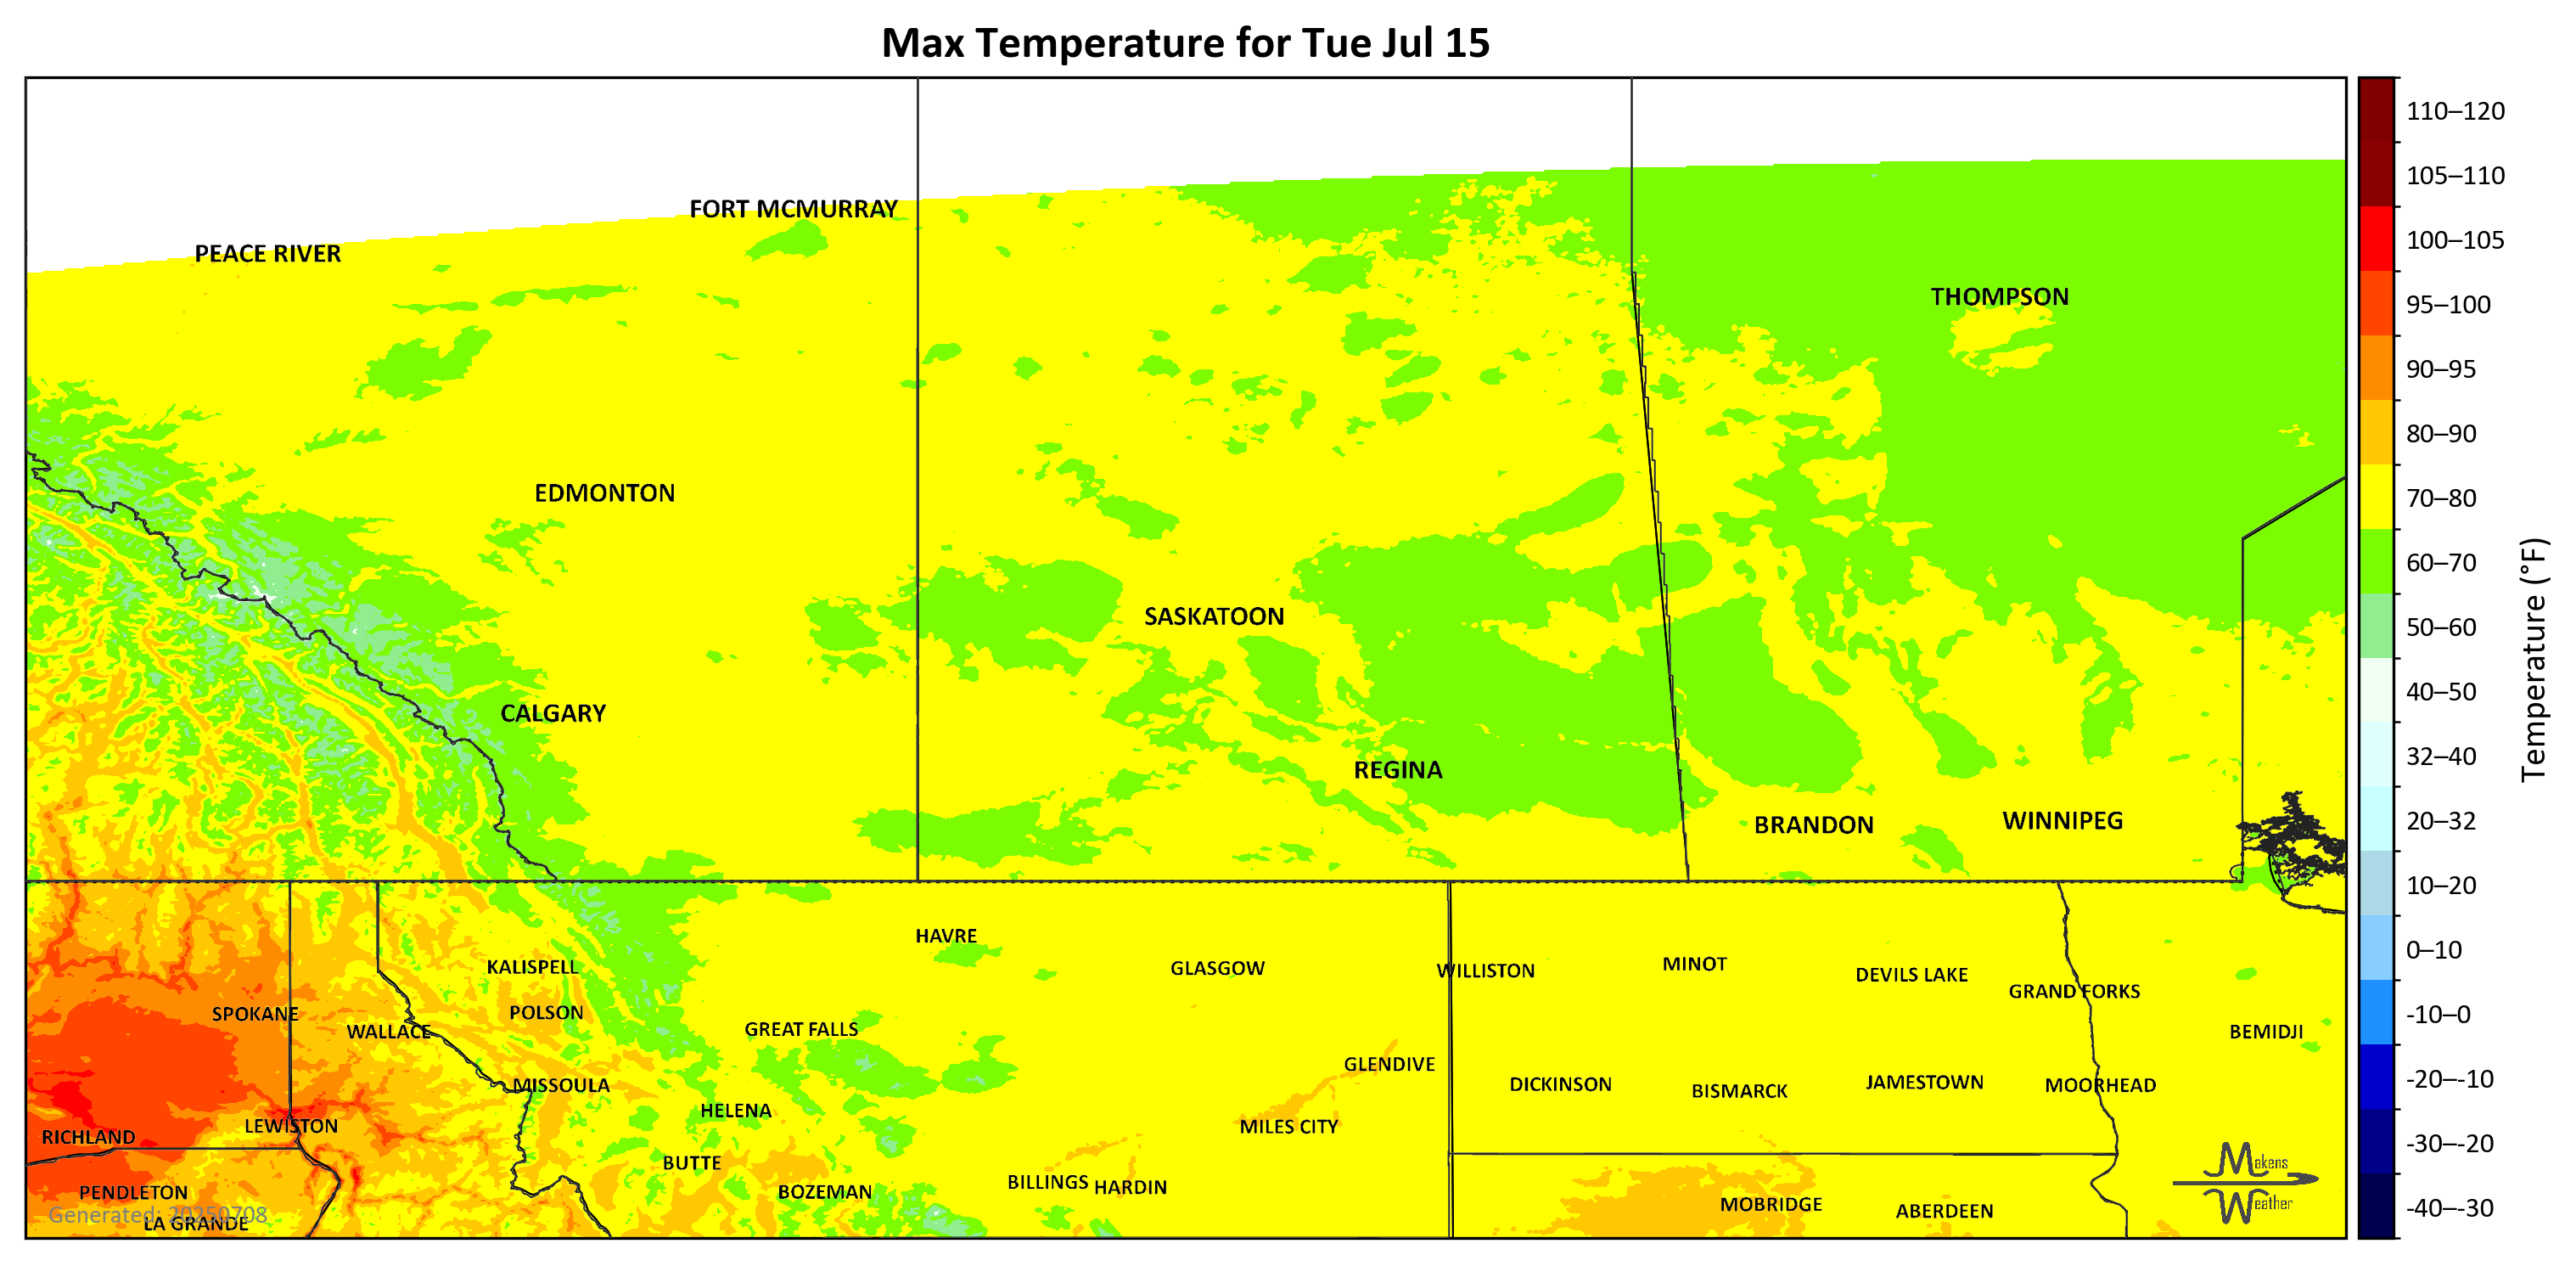 Max Temperature for Tue Jul 15
FORT MCMURRAY
PEACE RIVER
THOMPSON
EDMONTON
SASKATOON
CALGARY
REGINA
BRANDON
WINNIPEG
HAVRE
KALISPELL
GLASGOW
WILLISTON
MINOT
DEVILS LAKE
GRAND FORKS
SPOKANE
POLSON
WALLACE
GREAT FALLS
BEMIDJI
GLENDIVE
MISSOULA
DICKINSON
BISMARCK
JAMESTOWN
MOORHEAD
HELENA
LEWISTON
MILES CITY
RICHLAND
BUTTE
BILLINGS
HARDIN
PENDLETON
BOZEMAN
MOBRIDGE
ABERDEEN
LA GRANDE
Generated: 20250708
Makens
Weather
110–120
105–110
100–105
95–100
90–95
80–90
70–80
60–70
50–60
40–50
32–40
20–32
10–20
0–10
-10–0
-20–-10
-30–-20
-40–-30
Temperature (°F)